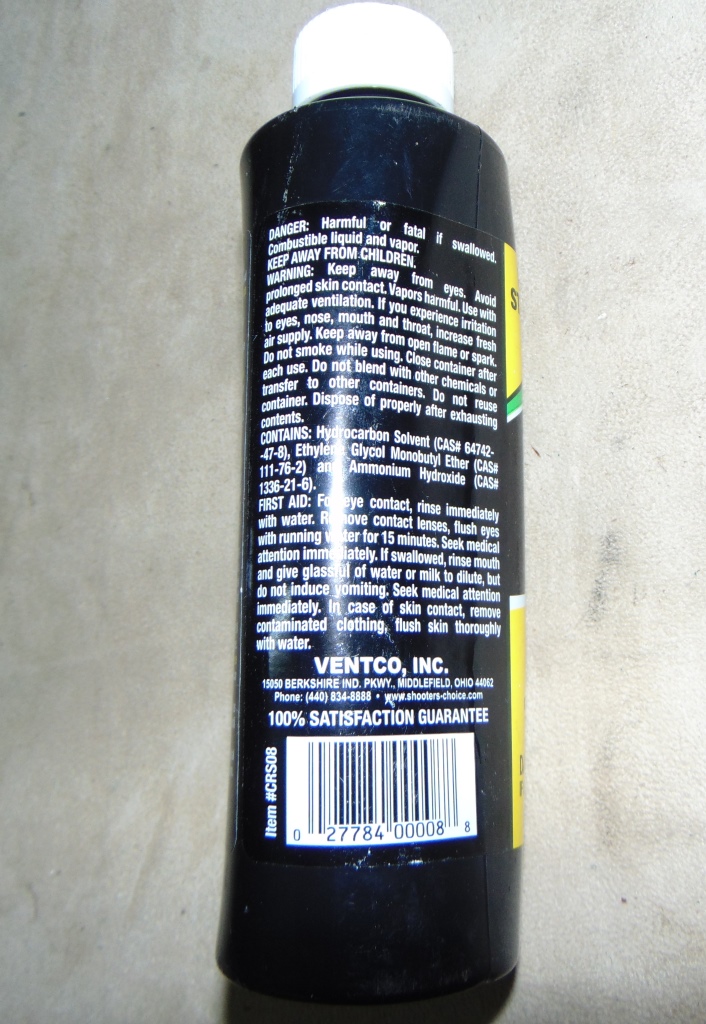 DANGER: Harmful or fatal if swallowed.
Combustible liquid and vapor.
KEEP AWAY FROM CHILDREN.
WARNING: Keep away from eyes. Avoid
prolonged skin contact. Vapors harmful. Use with
adequate ventilation. If you experience irritation
to eyes, nose, mouth and throat, increase fresh
air supply. Keep away from open flame or spark.
Do not smoke while using. Close container after
each use. Do not blend with other chemicals or
transfer to other containers. Do not reuse
container. Dispose of properly after exhausting
contents.
CONTAINS: Hydrocarbon Solvent (CAS# 64742-
-47-8), Ethylene Glycol Monobutyl Ether (CAS#
111-76-2) and Ammonium Hydroxide (CAS#
1336-21-6).
FIRST AID: For eye contact, rinse immediately
with water. Remove contact lenses, flush eyes
with running water for 15 minutes. Seek medical
attention immediately. If swallowed, rinse mouth
and give glassful of water or milk to dilute, but
do not induce vomiting. Seek medical attention
immediately. In case of skin contact, remove
contaminated clothing, flush skin thoroughly
with water.
VENTCO, INC.
15050 BERKSHIRE IND. PKWY., MIDDLEFIELD, OHIO 44062
Phone: (440) 834-8888 • www.shooters-choice.com
100% SATISFACTION GUARANTEE
Item #CRS08
0 27784 00008 8